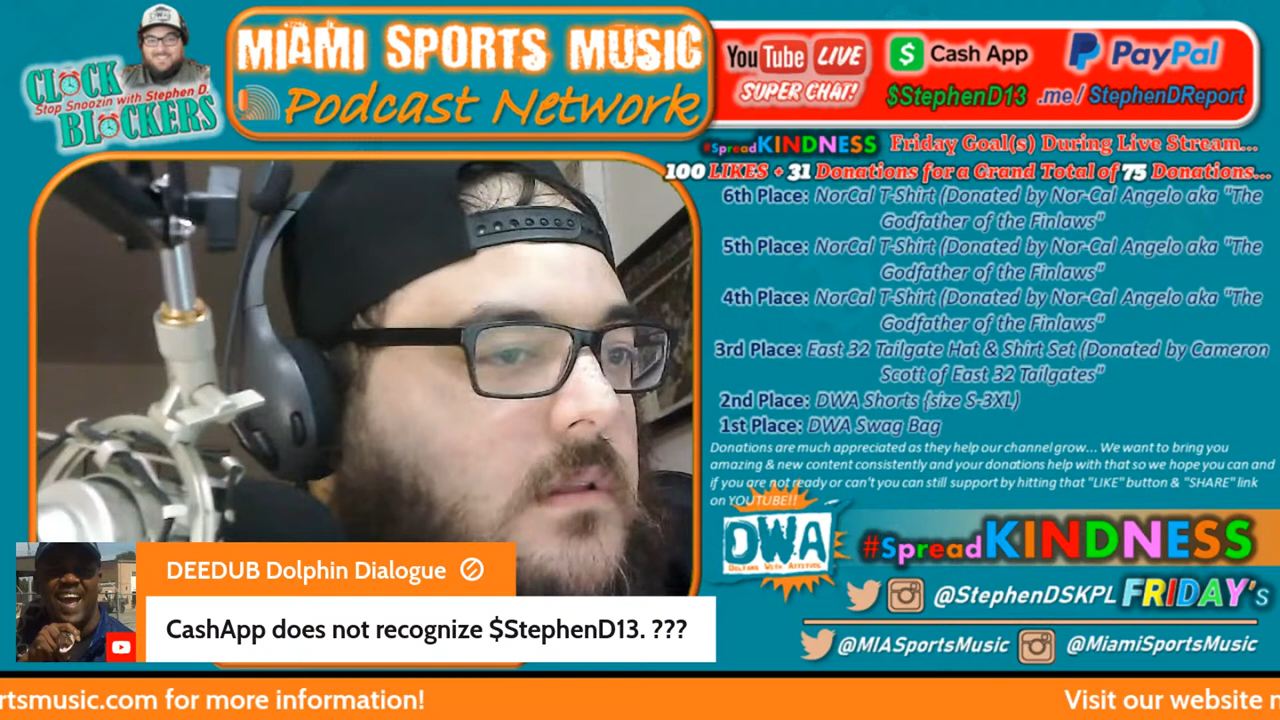 CLOCK
Stop Snoozin with Stephen D.
BLOCKERS
MIAMI SPORTS MUSIC
Podcast Network
YouTube LIVE
SUPER CHAT!
$ Cash App
$StephenD13
PayPal
.me/StephenDReport
#SpreadKINDNESS Friday Goal(s) During Live Stream...
100 LIKES + 31 Donations for a Grand Total of 75 Donations...
6th Place: NorCal T-Shirt (Donated by Nor-Cal Angelo aka "The
Godfather of the Finlaws"
5th Place: NorCal T-Shirt (Donated by Nor-Cal Angelo aka "The
Godfather of the Finlaws"
4th Place: NorCal T-Shirt (Donated by Nor-Cal Angelo aka "The
Godfather of the Finlaws"
3rd Place: East 32 Tailgate Hat & Shirt Set (Donated by Cameron
Scott of East 32 Tailgates"
2nd Place: DWA Shorts {size S-3XL)
1st Place: DWA Swag Bag
Donations are much appreciated as they help our channel grow... We want to bring you
amazing & new content consistently and your donations help with that so we hope you can and
if you are not ready or can't you can still support by hitting that "LIKE" button & "SHARE" link
on YOUTUBE!!
DWA
DOLFANS WITH ATTITUDE
#SpreadKINDNESS
@StephenDSKPL FRIDAY's
@MIASportsMusic @MiamiSportsMusic
DEEDUB Dolphin Dialogue
CashApp does not recognize $StephenD13. ???
rtsmusic.com for more information!
Visit our website